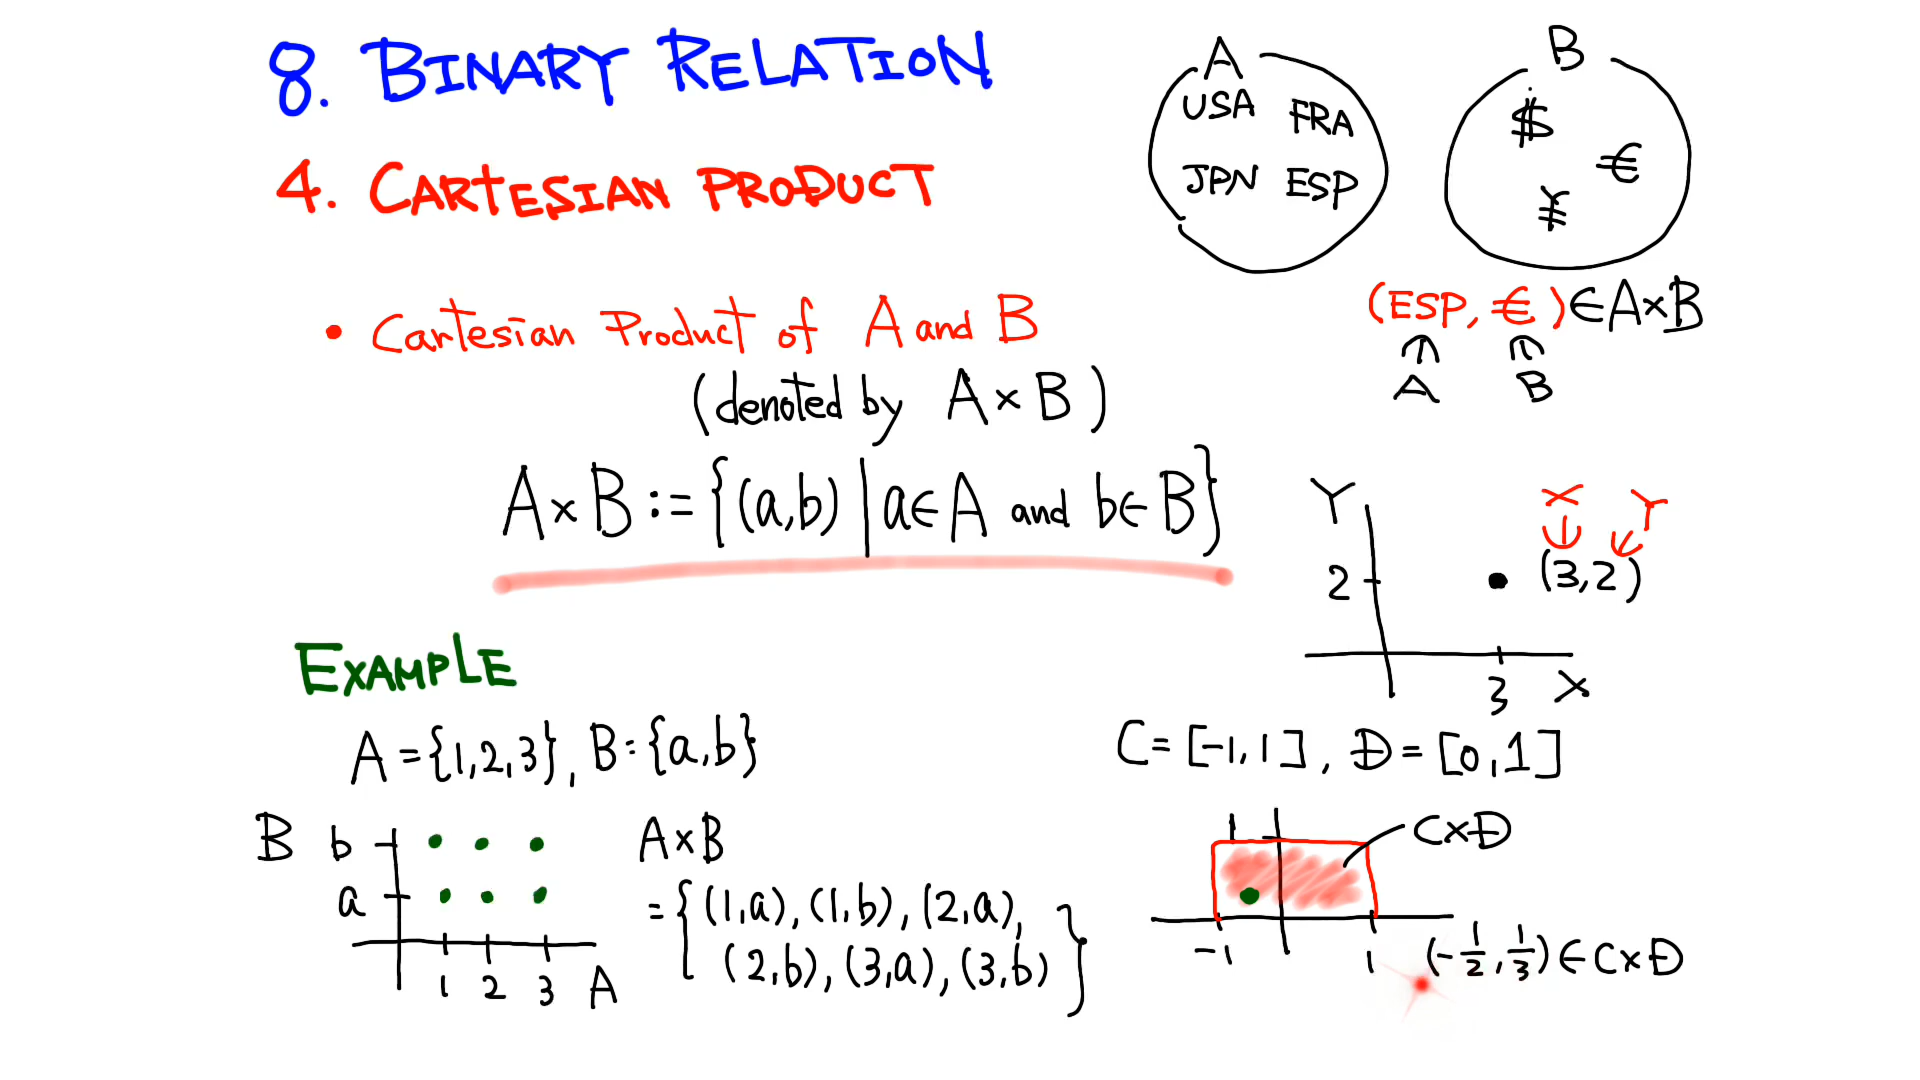 8. BINARY RELATION
4. CARTESIAN PRODUCT
• Cartesian Product of A and B
(denoted by A × B)
A × B := {(a,b) | a ∈ A and b ∈ B}
A
USA FRA
JPN ESP
B
$
€
¥
(ESP, €) ∈ A×B
A B
Y
X Y
2 (3,2)
3 X
EXAMPLE
A = {1,2,3}, B = {a,b}
B b
a
1 2 3 A
A×B
= {(1,a), (1,b), (2,a),
(2,b), (3,a), (3,b)}
C = [-1,1], D = [0,1]
1 C×D
-1 1 (-1/2, 1/3) ∈ C×D